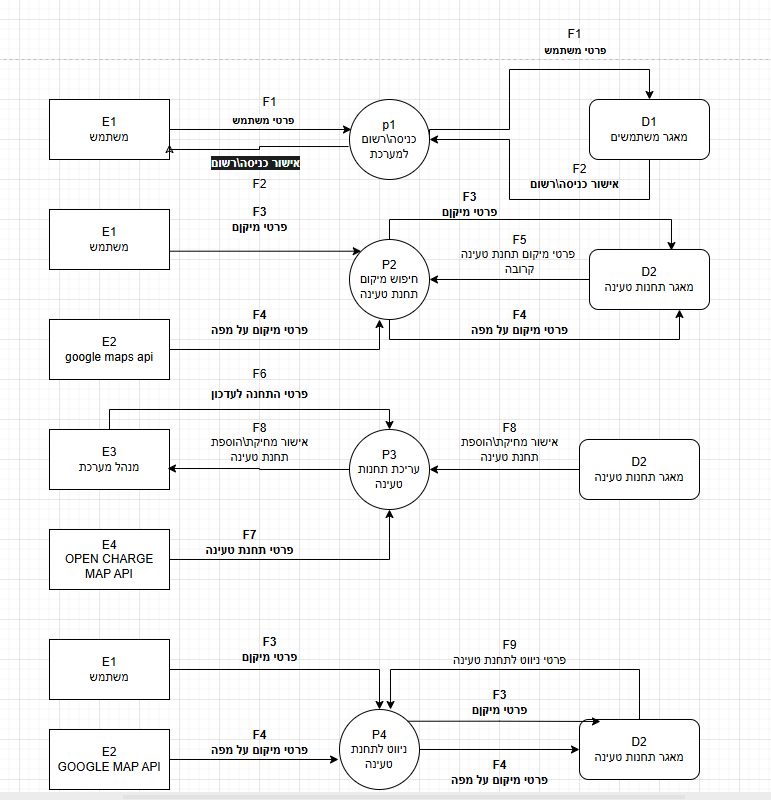 F1
פרטי משתמש
F1
פרטי משתמש
E1
משתמש
p1
כניסה\רשום
למערכת
D1
מאגר משתמשים
אישור כניסה\רשום
F2
F2
אישור כניסה\רשום
F3
פרטי מיקןם
E1
משתמש
F3
פרטי מיקןם
P2
חיפוש מיקום
תחנת טעינה
F5
פרטי מיקום תחנת טעינה
קרובה
D2
מאגר תחנות טעינה
E2
google maps api
F4
פרטי מיקום על מפה
F4
פרטי מיקום על מפה
F6
פרטי התחנה לעדכון
E3
מנהל מערכת
F8
אישור מחיקת\הוספת
תחנת טעינה
P3
עריכת תחנות
טעינה
F8
אישור מחיקת\הוספת
תחנת טעינה
D2
מאגר תחנות טעינה
E4
OPEN CHARGE
MAP API
F7
פרטי תחנת טעינה
E1
משתמש
F3
פרטי מיקןם
F9
פרטי ניווט לתחנת טעינה
F3
פרטי מיקןם
E2
GOOGLE MAP API
F4
פרטי מיקום על מפה
P4
ניווט לתחנת
טעינה
F4
פרטי מיקום על מפה
D2
מאגר תחנות טעינה